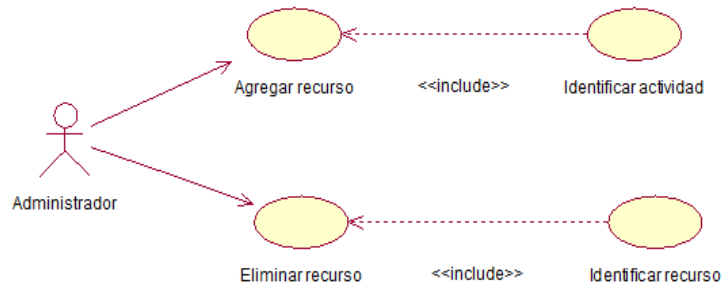 Agregar recurso
<<include>>
Identificar actividad
Administrador
Eliminar recurso
<<include>>
Identificar recurso